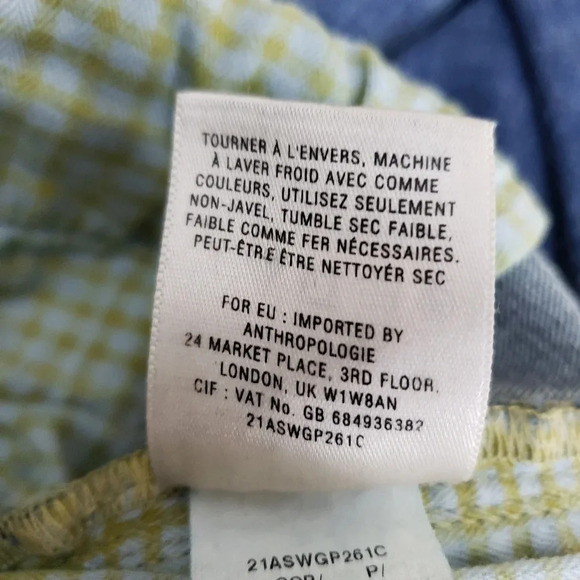 TOURNER À L'ENVERS, MACHINE
À LAVER FROID AVEC COMME
COULEURS, UTILISEZ SEULEMENT
NON-JAVEL, TUMBLE SEC FAIBLE,
FAIBLE COMME FER NÉCESSAIRES.
PEUT-ÊTRE ÊTRE NETTOYÉR SEC
FOR EU : IMPORTED BY
ANTHROPOLOGIE
24 MARKET PLACE, 3RD FLOOR.
LONDON, UK W1W8AN
CIF : VAT No. GB 684936382
21ASWGP261C
21ASWGP261C